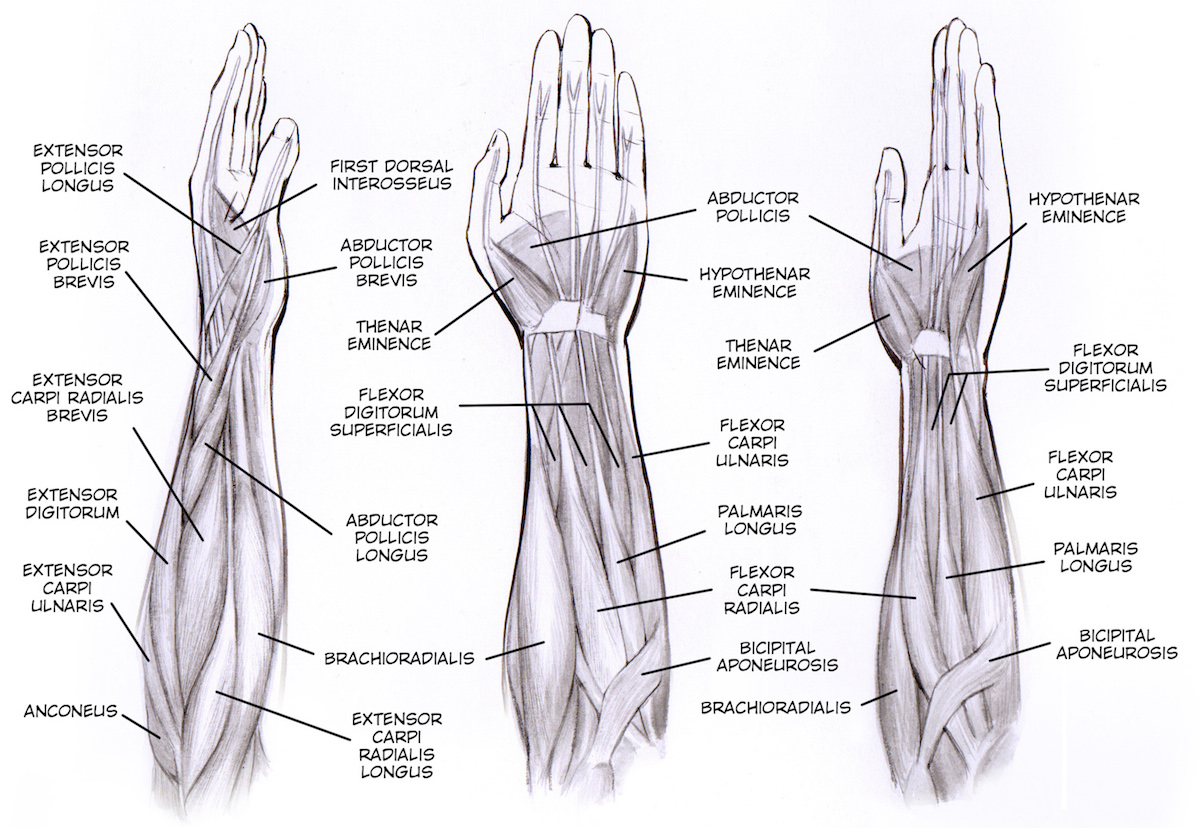 EXTENSOR
POLLICIS
LONGUS
EXTENSOR
POLLICIS
BREVIS
EXTENSOR
CARPI RADIALIS
BREVIS
EXTENSOR
DIGITORUM
EXTENSOR
CARPI
ULNARIS
ANCONEUS
FIRST DORSAL
INTEROSSEUS
ABDUCTOR
POLLICIS
BREVIS
THENAR
EMINENCE
FLEXOR
DIGITORUM
SUPERFICIALIS
ABDUCTOR
POLLICIS
LONGUS
BRACHIORADIALIS
EXTENSOR
CARPI
RADIALIS
LONGUS
ABDUCTOR
POLLICIS
HYPOTHENAR
EMINENCE
THENAR
EMINENCE
FLEXOR
CARPI
ULNARIS
PALMARIS
LONGUS
FLEXOR
CARPI
RADIALIS
BICIPITAL
APONEUROSIS
BRACHIORADIALIS
HYPOTHENAR
EMINENCE
FLEXOR
DIGITORUM
SUPERFICIALIS
FLEXOR
CARPI
ULNARIS
PALMARIS
LONGUS
BICIPITAL
APONEUROSIS